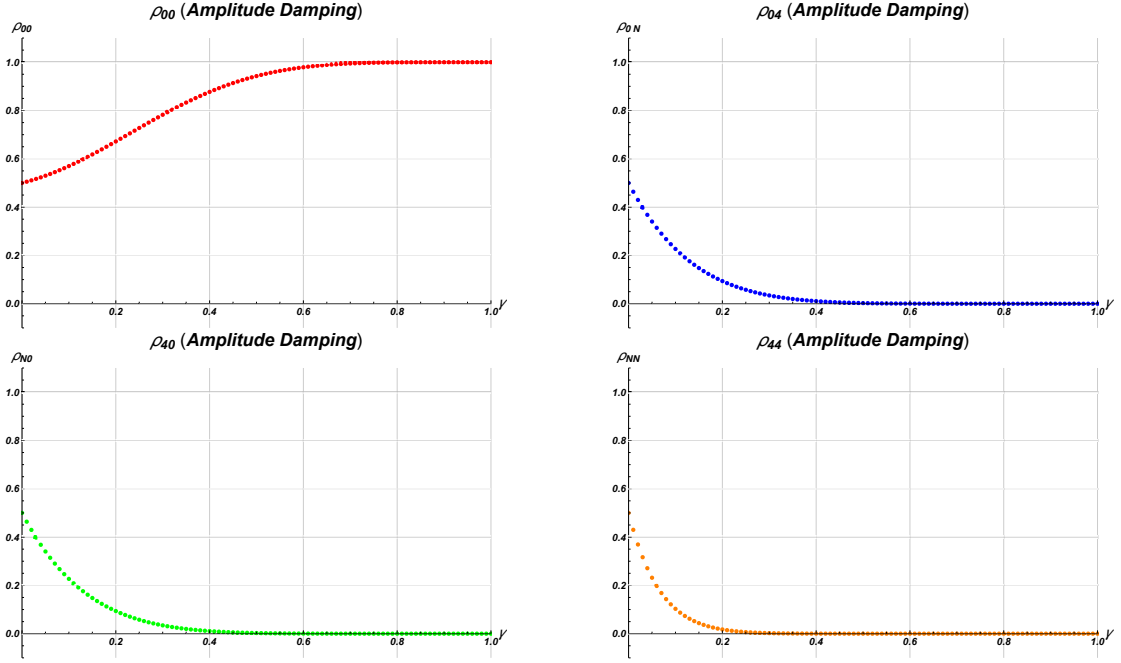 ρ00 (Amplitude Damping)
ρ00
1.0
0.8
0.6
0.4
0.2
0.0
0.2 0.4 0.6 0.8 1.0 γ
ρ04 (Amplitude Damping)
ρ0 N
1.0
0.8
0.6
0.4
0.2
0.0
0.2 0.4 0.6 0.8 1.0 γ
ρ40 (Amplitude Damping)
ρN0
1.0
0.8
0.6
0.4
0.2
0.0
0.2 0.4 0.6 0.8 1.0 γ
ρ44 (Amplitude Damping)
ρNN
1.0
0.8
0.6
0.4
0.2
0.0
0.2 0.4 0.6 0.8 1.0 γ